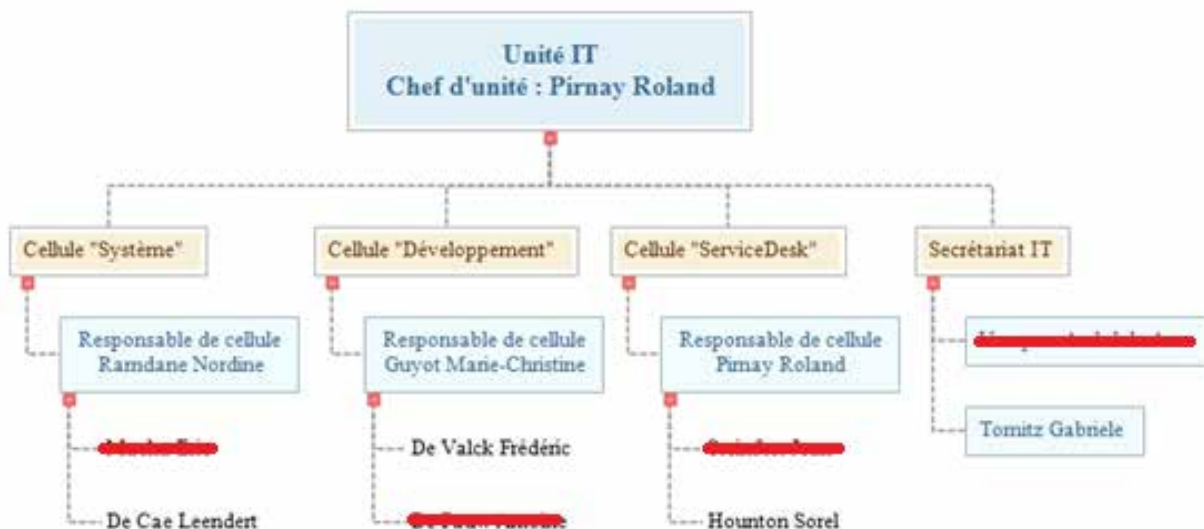 Unité IT
Chef d'unité : Pirnay Roland
Cellule "Système"
Cellule "Développement"
Cellule "ServiceDesk"
Secrétariat IT
Responsable de cellule
Ramdane Nordine
Responsable de cellule
Guyot Marie-Christine
Responsable de cellule
Pirnay Roland
De Valck Frédéric
Tomitz Gabriele
De Cae Leendert
Hounton Sorel